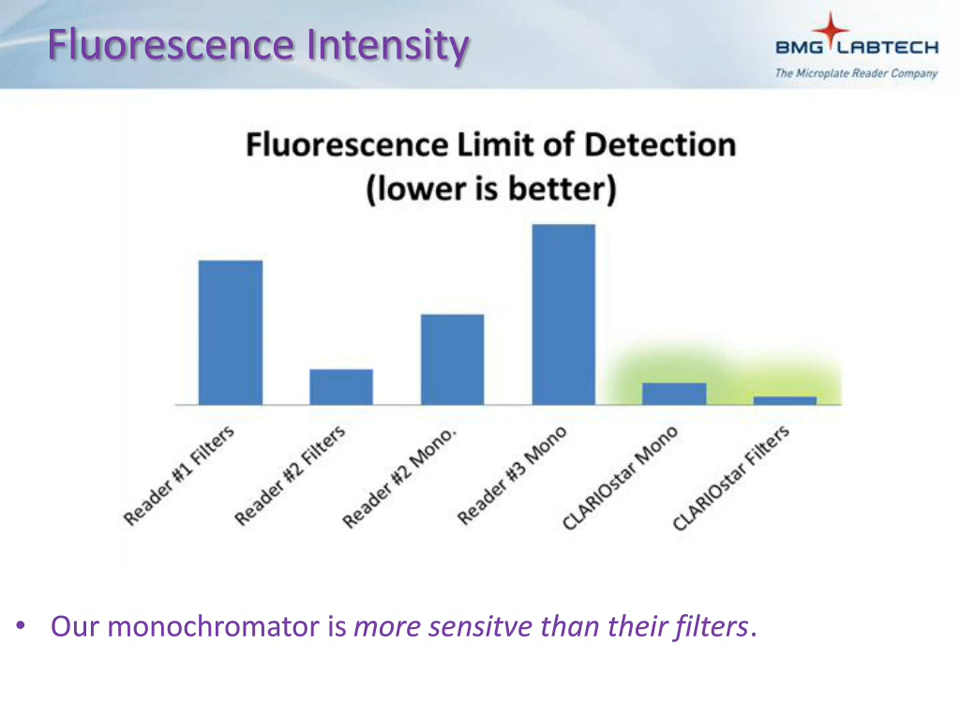 Fluorescence Intensity
BMG LABTECH
The Microplate Reader Company
Fluorescence Limit of Detection
(lower is better)
Reader #1 Filters
Reader #2 Filters
Reader #2 Mono.
Reader #3 Mono
CLARIOstar Mono
CLARIOstar Filters
• Our monochromator is more sensitve than their filters.